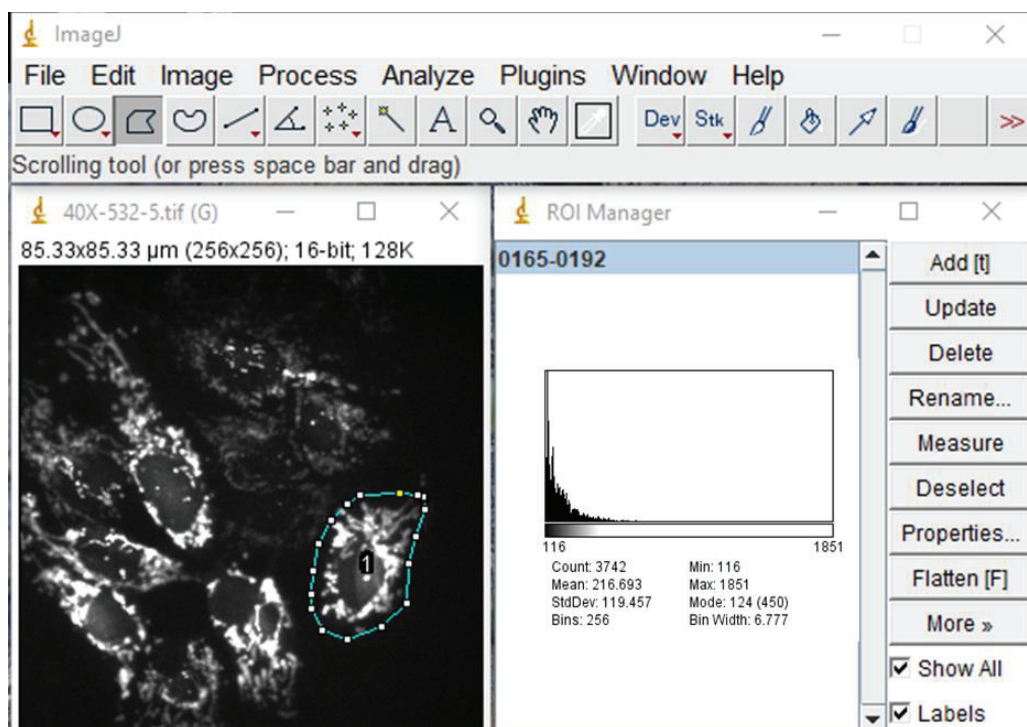 ImageJ
File Edit Image Process Analyze Plugins Window Help
A Dev Stk >>
Scrolling tool (or press space bar and drag)
40X-532-5.tif (G)
85.33x85.33 µm (256x256); 16-bit; 128K
1
ROI Manager
0165-0192
116 1851
Count: 3742 Min: 116
Mean: 216.693 Max: 1851
StdDev: 119.457 Mode: 124 (450)
Bins: 256 Bin Width: 6.777
Add [t]
Update
Delete
Rename...
Measure
Deselect
Properties...
Flatten [F]
More »
Show All
Labels